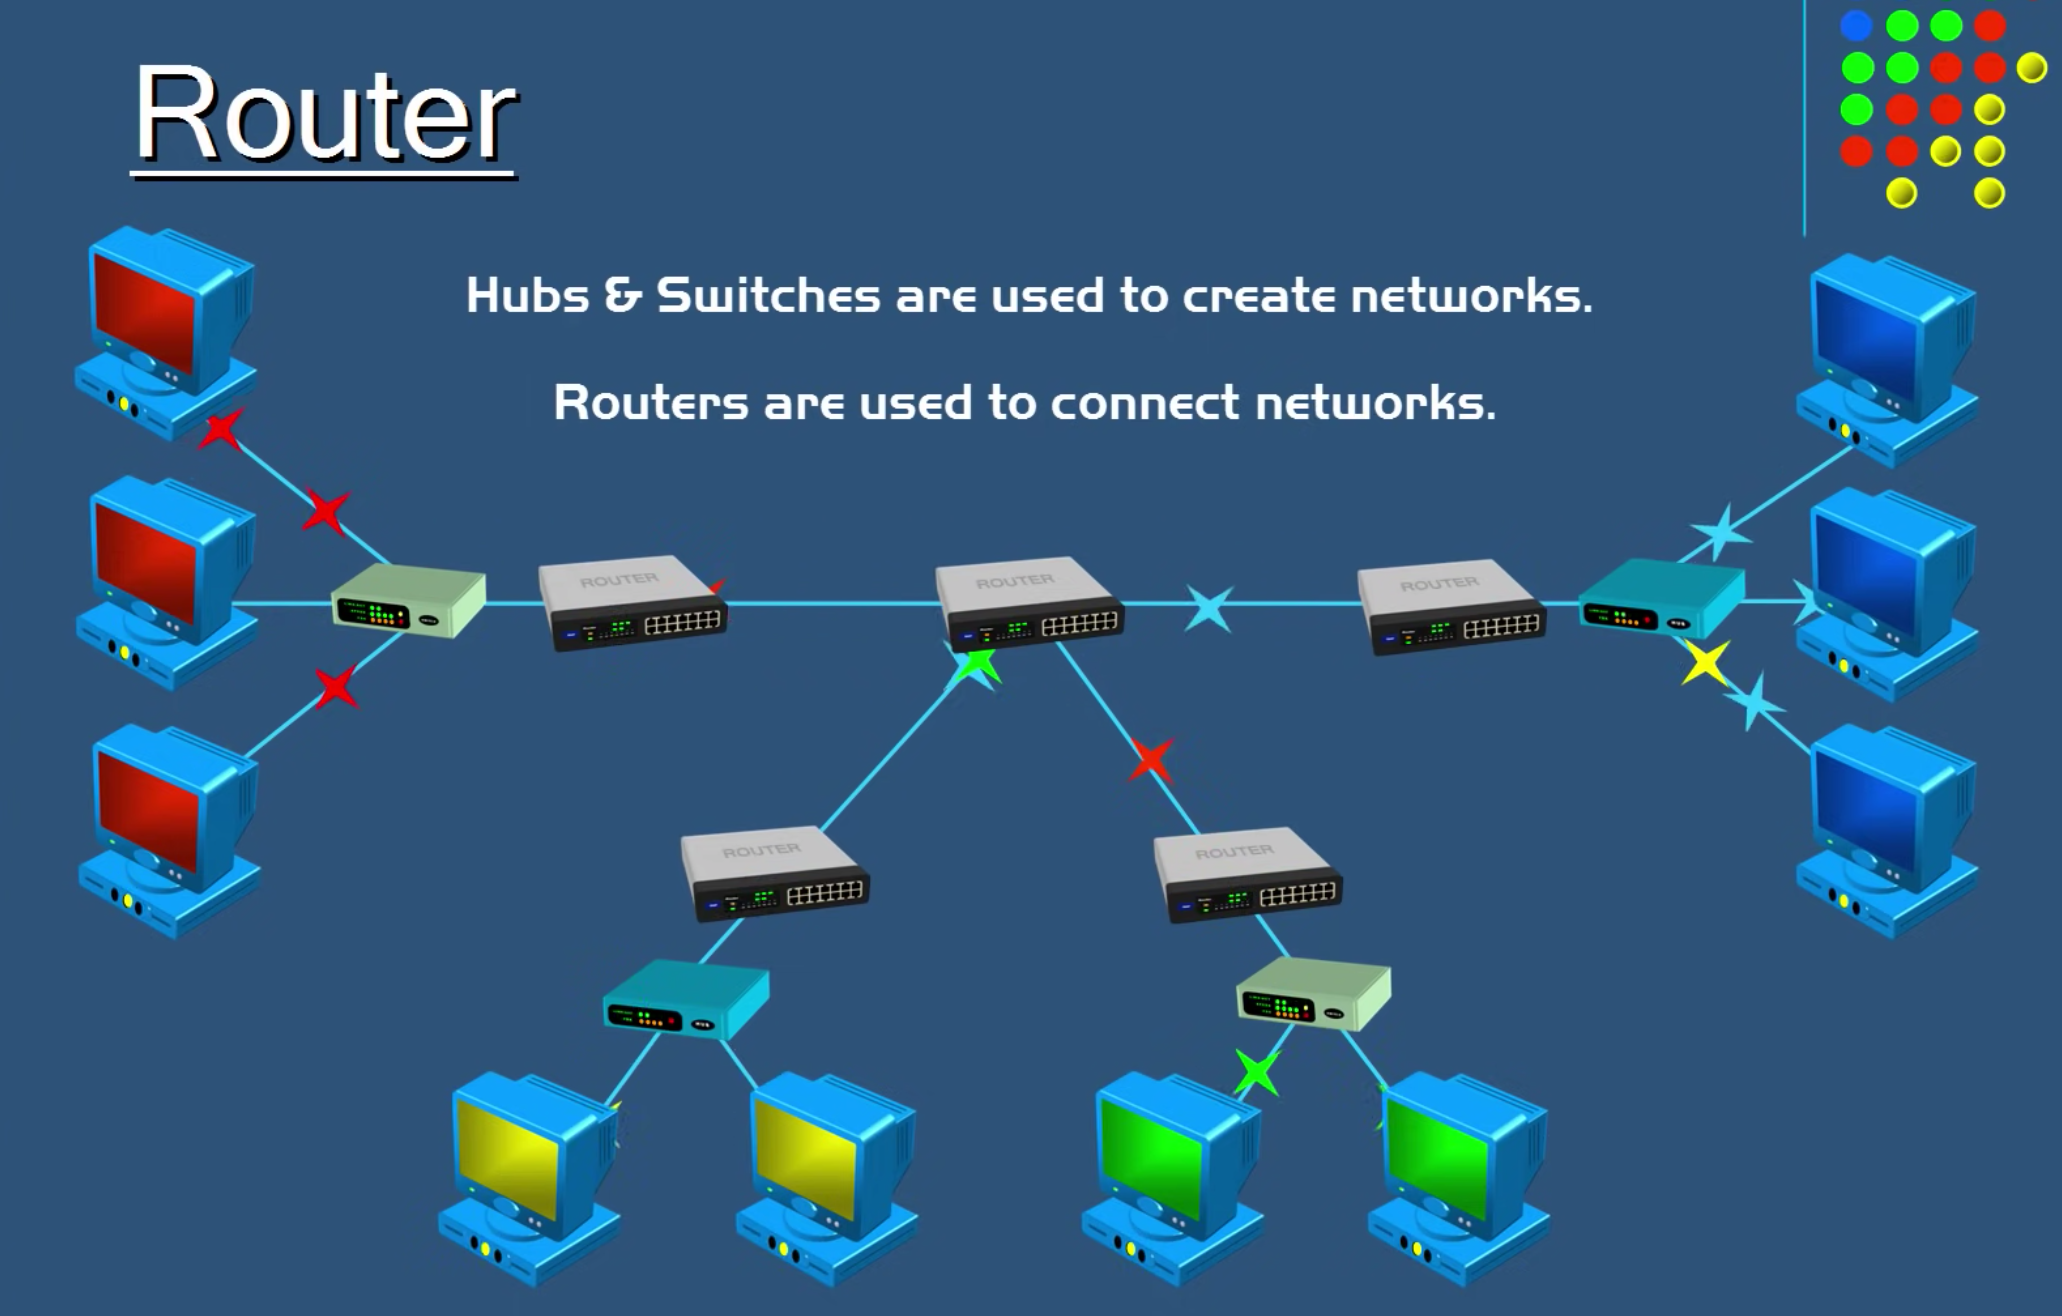 Router
Hubs & Switches are used to create networks.
Routers are used to connect networks.
ROUTER
ROUTER
ROUTER
ROUTER
ROUTER